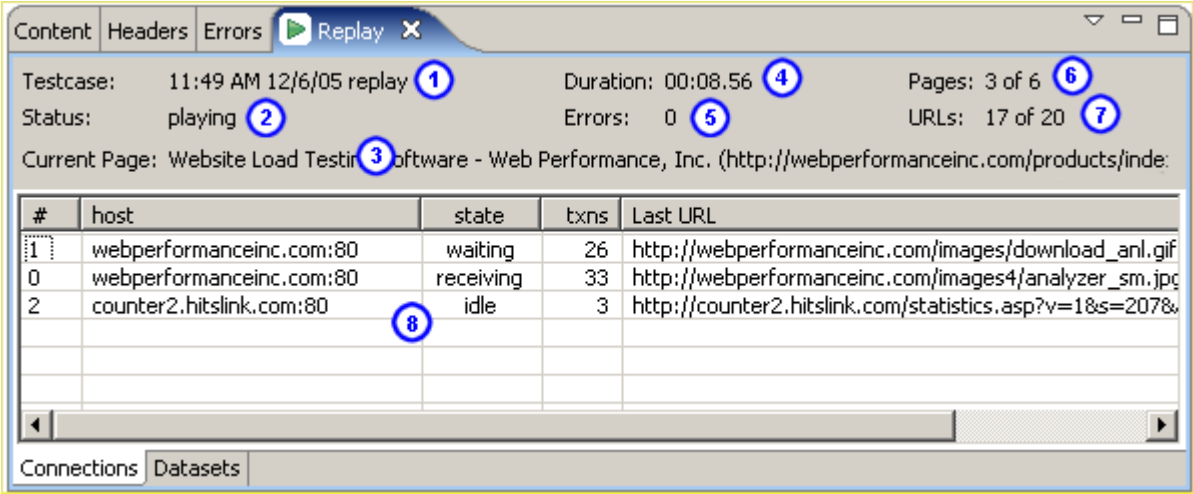 Content Headers Errors Replay
Testcase: 11:49 AM 12/6/05 replay 1 Duration: 00:08.56 4 Pages: 3 of 6 6
Status: playing 2 Errors: 0 5 URLs: 17 of 20 7
Current Page: Website Load Testin 3 oftware - Web Performance, Inc. (http://webperformanceinc.com/products/inde
# host state txns Last URL
1 webperformanceinc.com:80 waiting 26 http://webperformanceinc.com/images/download_anl.gif
0 webperformanceinc.com:80 receiving 33 http://webperformanceinc.com/images4/analyzer_sm.jpg
2 counter2.hitslink.com:80 idle 3 http://counter2.hitslink.com/statistics.asp?v=1&s=207&
8
Connections Datasets